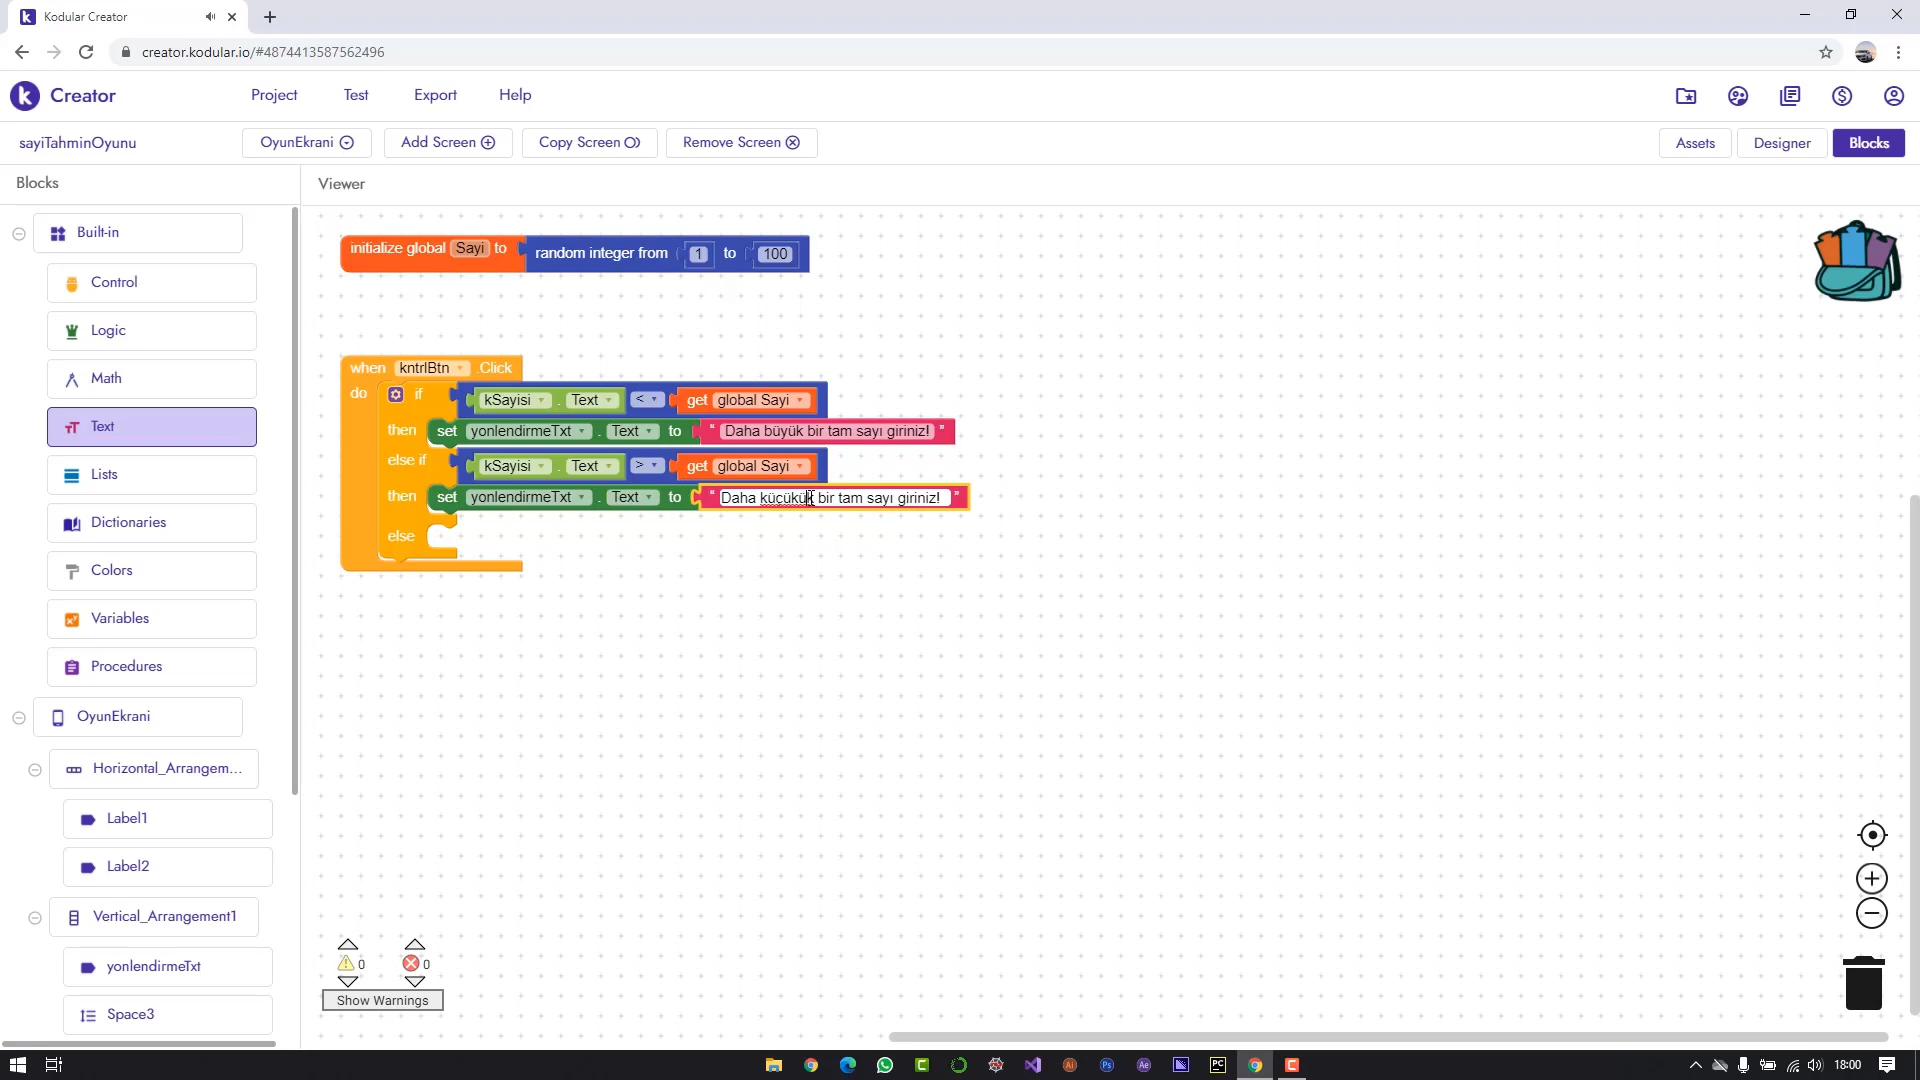 Kodular Creator
creator.kodular.io/#4874413587562496
Creator Project Test Export Help
sayiTahminOyunu OyunEkrani Add Screen Copy Screen Remove Screen Assets Designer Blocks
Blocks Viewer
Built-in
Control
Logic
Math
Text
Lists
Dictionaries
Colors
Variables
Procedures
OyunEkrani
Horizontal_Arrangem...
Label1
Label2
Vertical_Arrangement1
yonlendirmeTxt
Space3
initialize global Sayi to random integer from 1 to 100
when kntrlBtn .Click
do if kSayisi . Text < get global Sayi
then set yonlendirmeTxt . Text to " Daha büyük bir tam sayı giriniz! "
else if kSayisi . Text > get global Sayi
then set yonlendirmeTxt . Text to " Daha küçükük bir tam sayı giriniz! "
else
0 0
Show Warnings
18:00